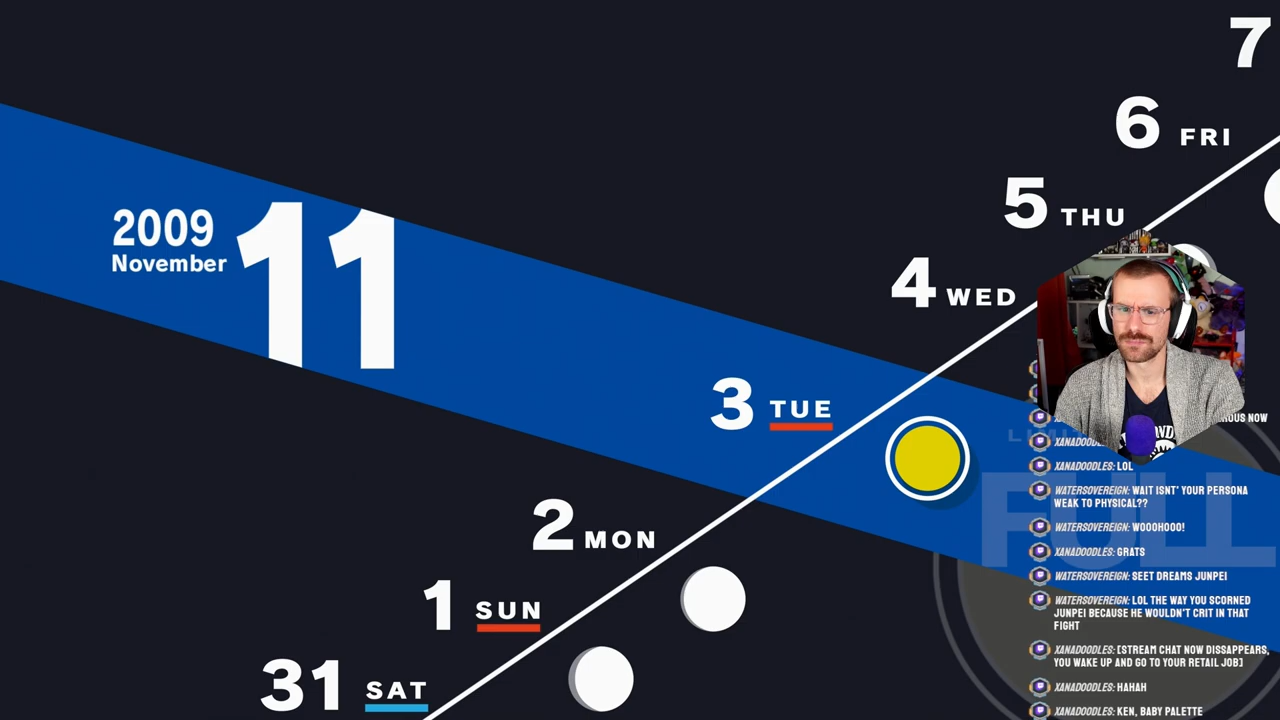 7
6 FRI
5 THU
4 WED
2009
November
11
3 TUE
2 MON
1 SUN
31 SAT
FULL
XANADOODLES: LOL
WATERSOVEREIGN: WAIT ISNT' YOUR PERSONA
WEAK TO PHYSICAL??
WATERSOVEREIGN: WOOOHOOO!
XANADOODLES: GRATS
WATERSOVEREIGN: SEET DREAMS JUNPEI
WATERSOVEREIGN: LOL THE WAY YOU SCORNED
JUNPEI BECAUSE HE WOULDN'T CRIT IN THAT
FIGHT
XANADOODLES: [STREAM CHAT NOW DISSAPPEARS,
YOU WAKE UP AND GO TO YOUR RETAIL JOB]
XANADOODLES: HAHAH
XANADOODLES: KEN, BABY PALETTE